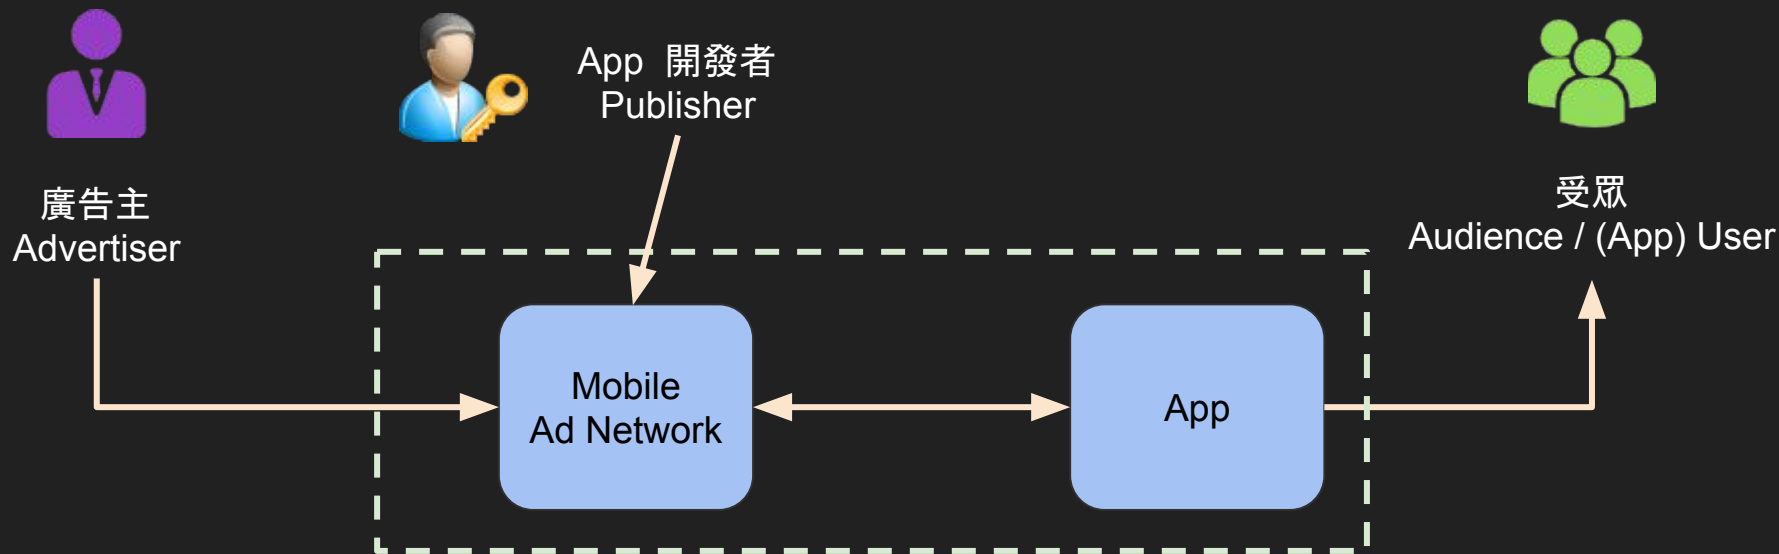 App 開發者
Publisher
廣告主
Advertiser
受眾
Audience / (App) User
Mobile
Ad Network
App